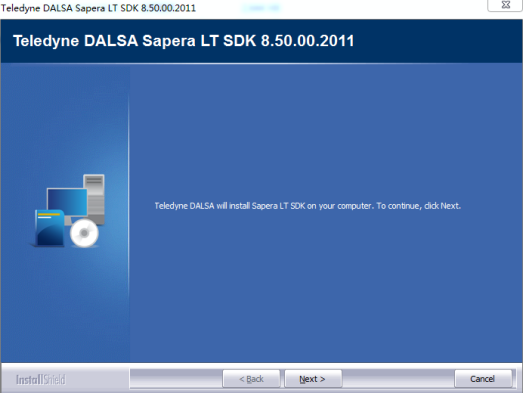 Teledyne DALSA Sapera LT SDK 8.50.00.2011
Teledyne DALSA Sapera LT SDK 8.50.00.2011
Teledyne DALSA will install Sapera LT SDK on your computer. To continue, click Next.
InstallShield
< Back
Next >
Cancel